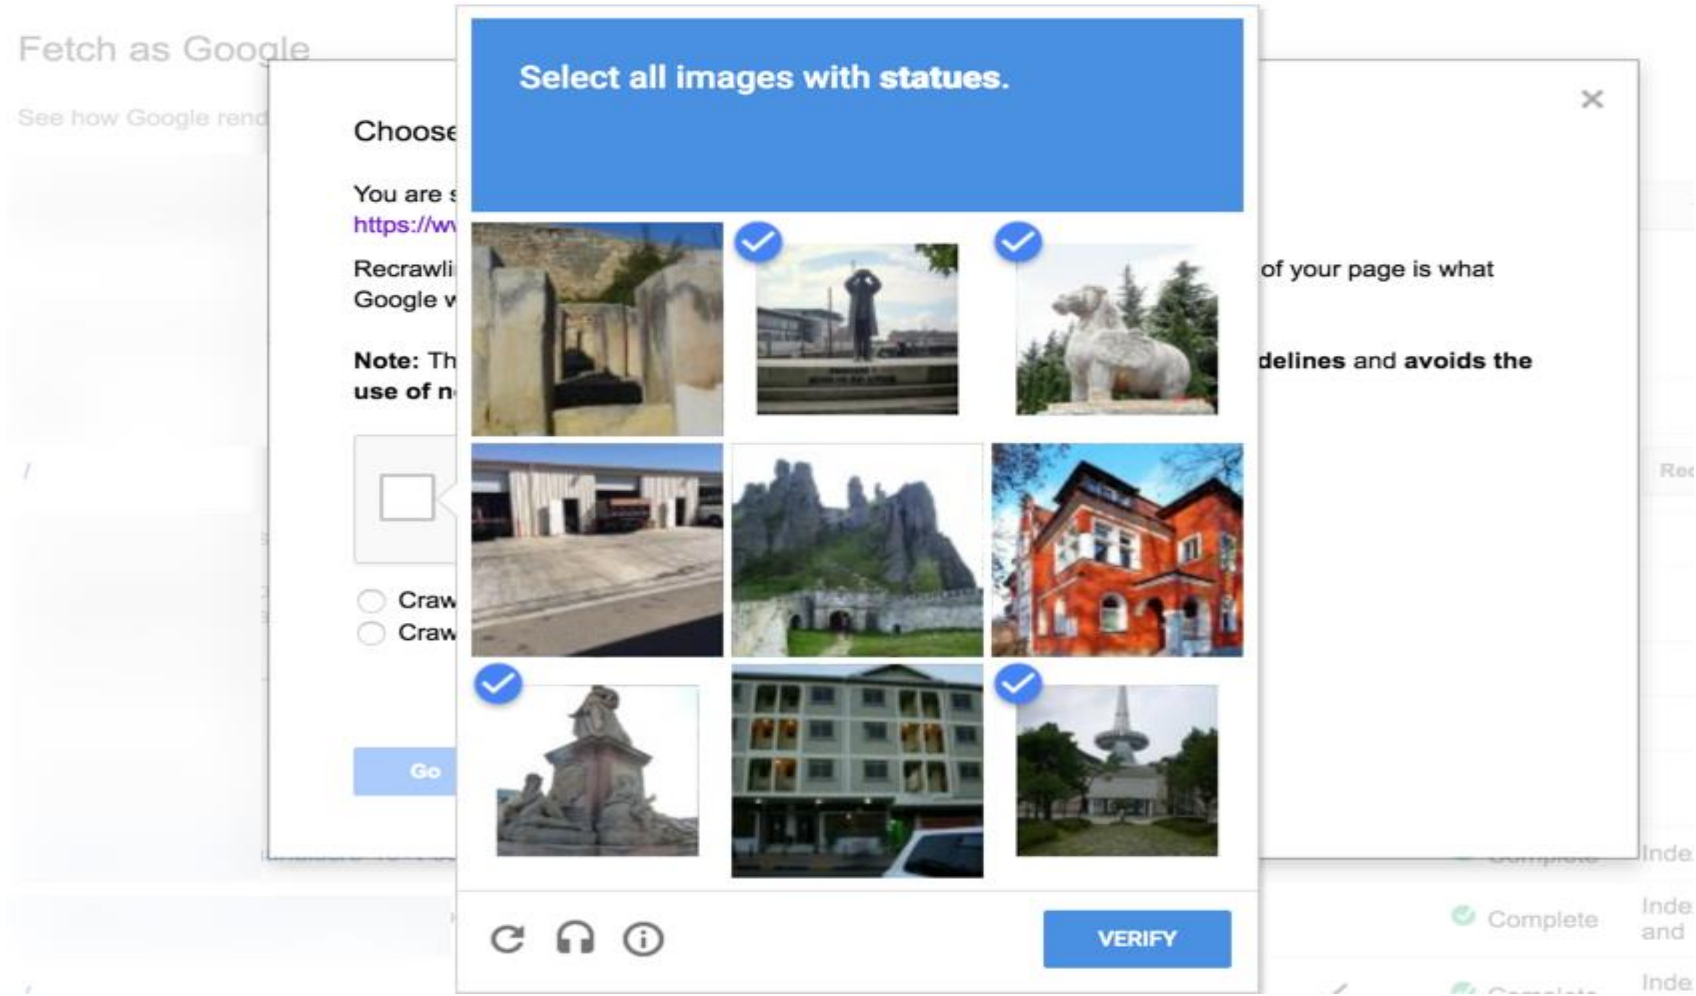 Fetch as Google
See how Google rend
Choose
You are s
https://w
Recrawli
Google w
of your page is what
Note: Th
use of n
delines and avoids the
Craw
Craw
Go
Select all images with statues.
VERIFY
/
Rec
Complete
Inde
Complete
Inde
and
Inde